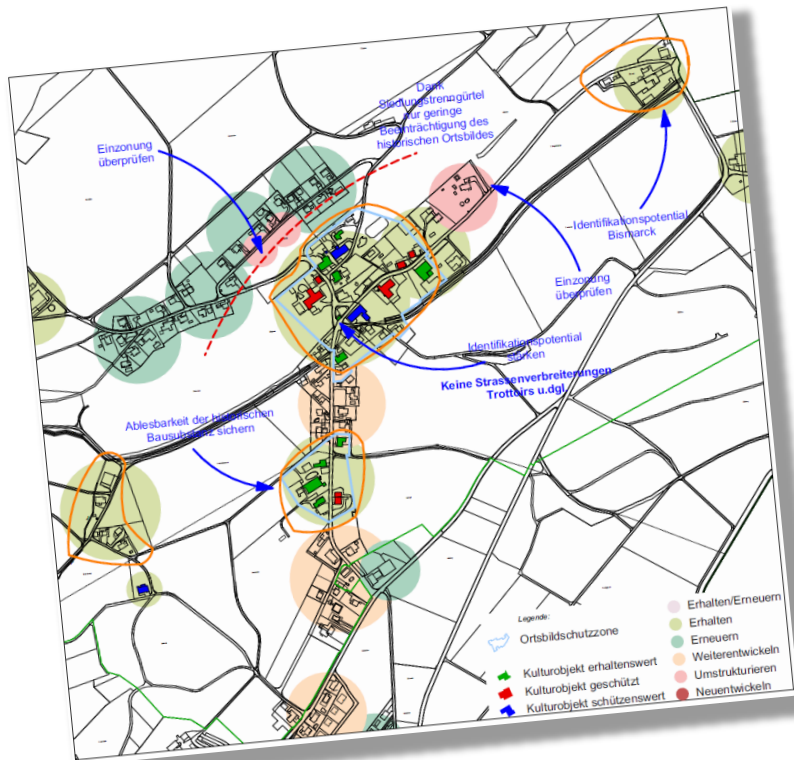 Dank
Siedlungstrenngürtel
nur geringe
Beeinträchtigung des
historischen Ortsbildes
Einzonung
überprüfen
Identifikationspotential
Bismarck
Einzonung
überprüfen
Identifikationspotential
stärken
Keine Strassenverbreiterungen
Trottoirs u.dgl.
Ablesbarkeit der historischen
Bausubstanz sichern
Legende:
Ortsbildschutzzone
Kulturobjekt erhaltenswert
Kulturobjekt geschützt
Kulturobjekt schützenswert
Erhalten/Erneuern
Erhalten
Erneuern
Weiterentwickeln
Umstrukturieren
Neuentwickeln